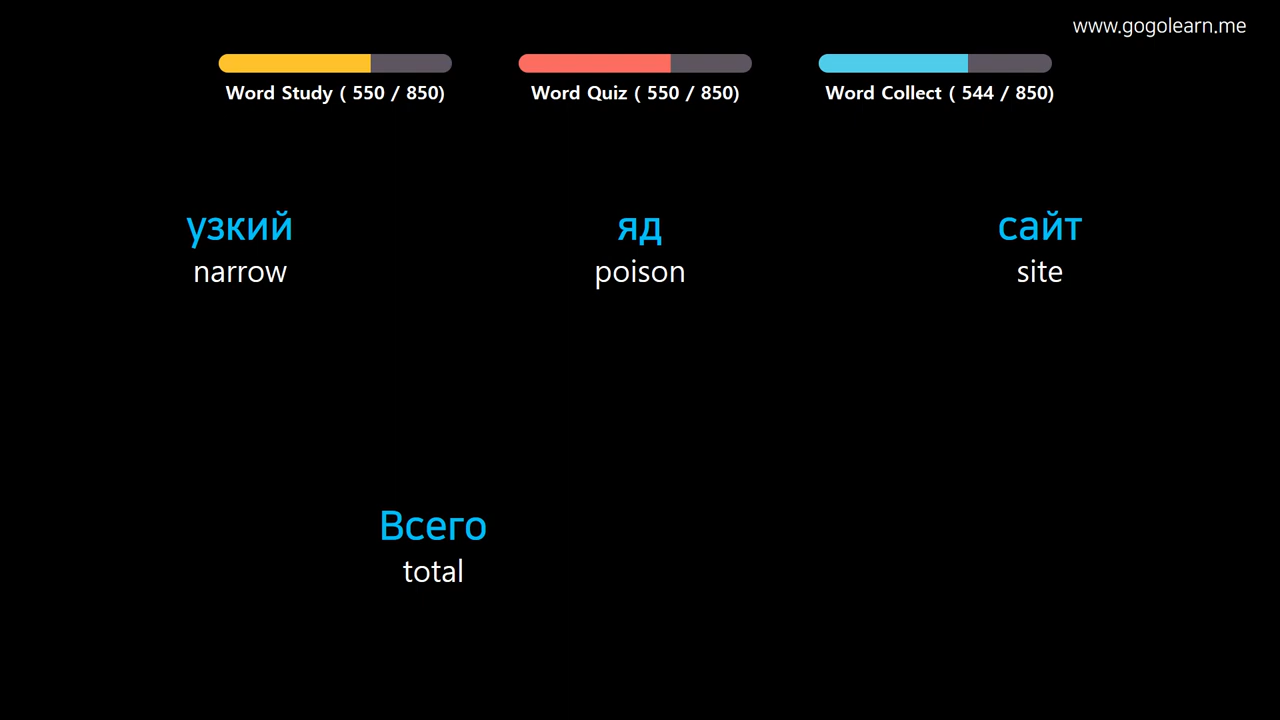 www.gogolearn.me
Word Study ( 550 / 850)
Word Quiz ( 550 / 850)
Word Collect ( 544 / 850)
узкий
narrow
яд
poison
сайт
site
Всего
total